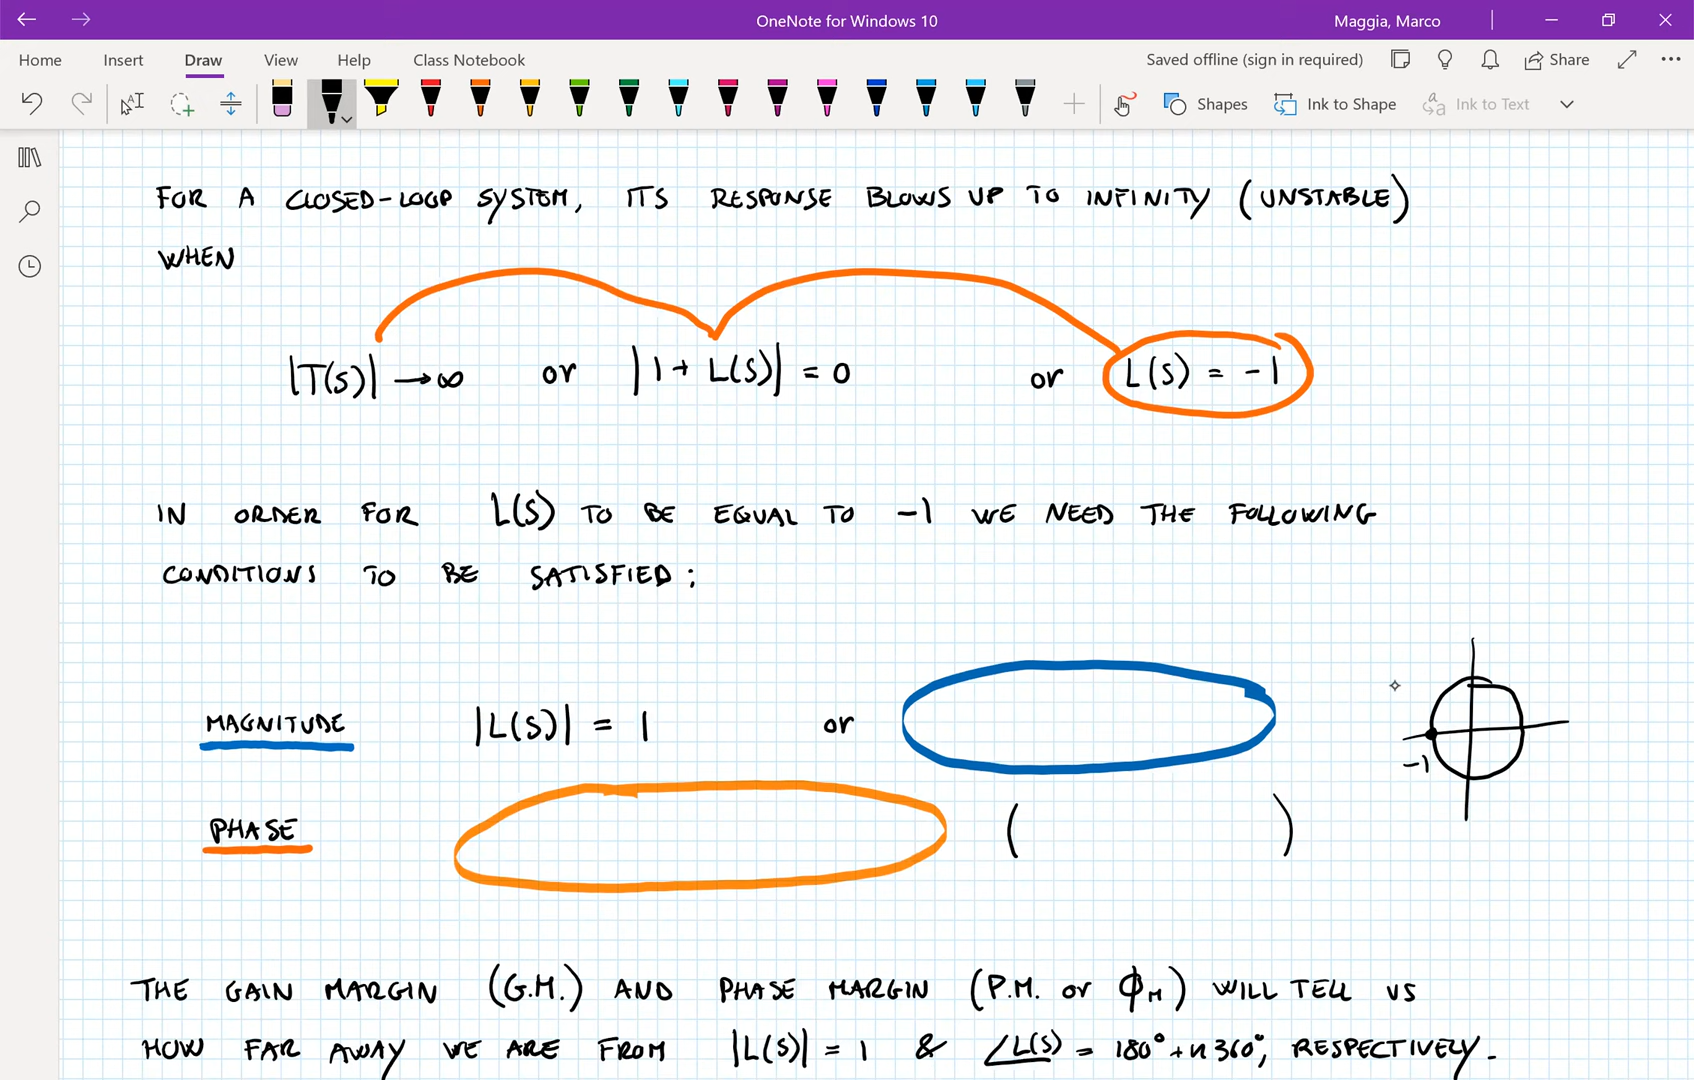 OneNote for Windows 10
Maggia, Marco
Home Insert Draw View Help Class Notebook
Saved offline (sign in required) Share
Shapes Ink to Shape Ink to Text
FOR A CLOSED-LOOP SYSTEM, ITS RESPONSE BLOWS UP TO INFINITY (UNSTABLE)
WHEN
|T(S)| → ∞ or |1 + L(S)| = 0 or L(S) = -1
IN ORDER FOR L(S) TO BE EQUAL TO -1 WE NEED THE FOLLOWING
CONDITIONS TO BE SATISFIED:
MAGNITUDE |L(S)| = 1 or
-1
PHASE ( )
THE GAIN MARGIN (G.M.) AND PHASE MARGIN (P.M. or ϕM) WILL TELL US
HOW FAR AWAY WE ARE FROM |L(S)| = 1 & ∠L(S) = 180° + n 360°, RESPECTIVELY.